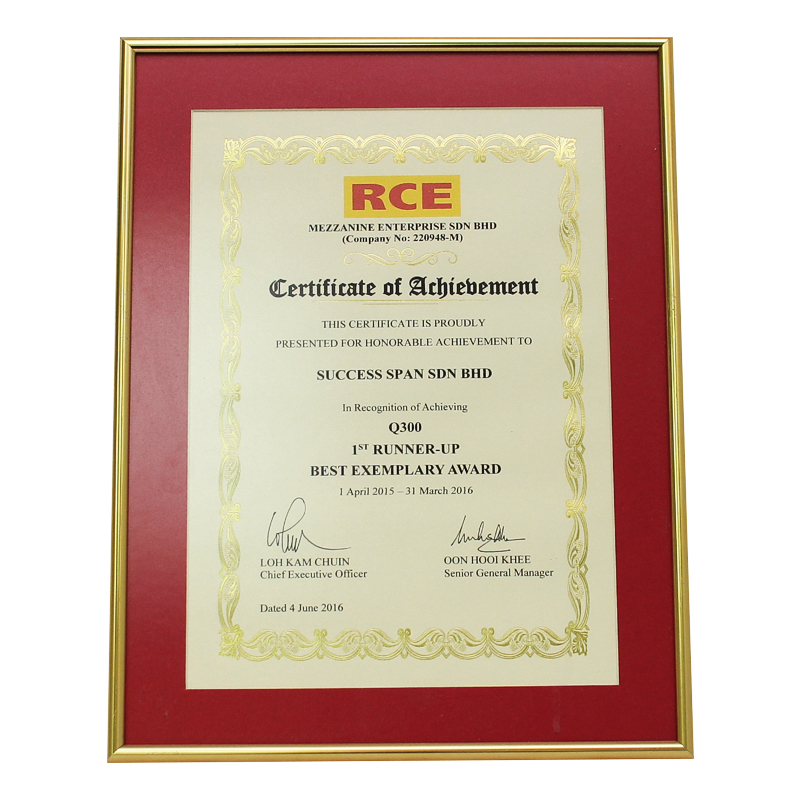 RCE
MEZZANINE ENTERPRISE SDN BHD
(Company No: 220948-M)
Certificate of Achievement
THIS CERTIFICATE IS PROUDLY
PRESENTED FOR HONORABLE ACHIEVEMENT TO
SUCCESS SPAN SDN BHD
In Recognition of Achieving
Q300
1ST RUNNER-UP
BEST EXEMPLARY AWARD
1 April 2015 – 31 March 2016
LOH KAM CHUIN
Chief Executive Officer
OON HOOI KHEE
Senior General Manager
Dated 4 June 2016